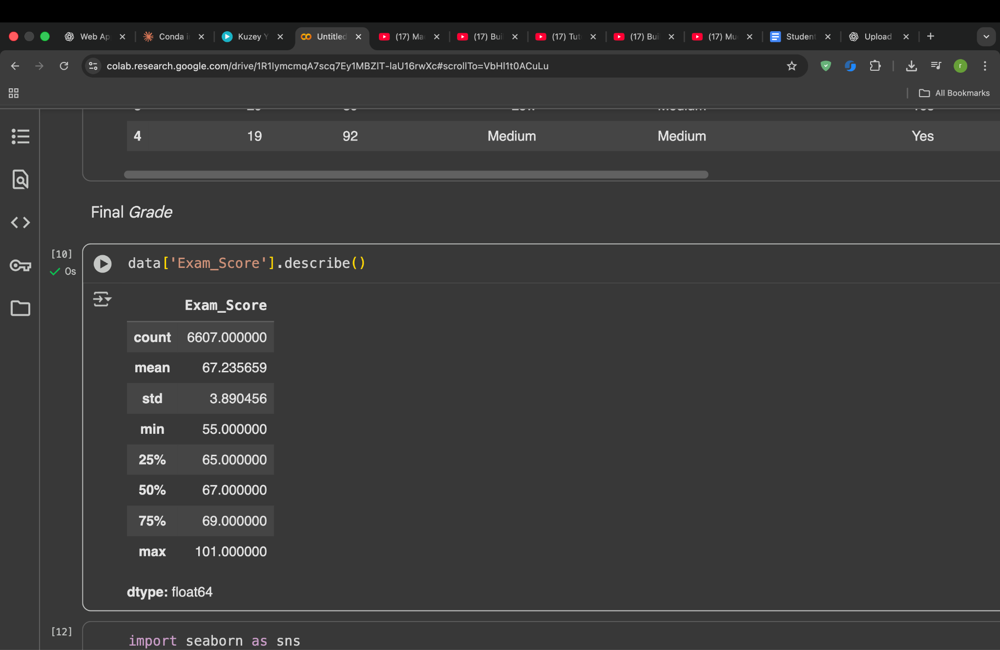 Web Ap
Conda i
Kuzey Y
Untitled
(17) Ma
(17) Bui
(17) Tut
(17) Bui
(17) Mu
Student
Upload
colab.research.google.com/drive/1R1lymcmqA7scq7Ey1MBZlT-laU16rwXc#scrollTo=VbHl1t0ACuLu
r
All Bookmarks
4 19 92 Medium Medium Yes
Final Grade
[10]
0s
data['Exam_Score'].describe()
Exam_Score
count 6607.000000
mean 67.235659
std 3.890456
min 55.000000
25% 65.000000
50% 67.000000
75% 69.000000
max 101.000000
dtype: float64
[12]
import seaborn as sns